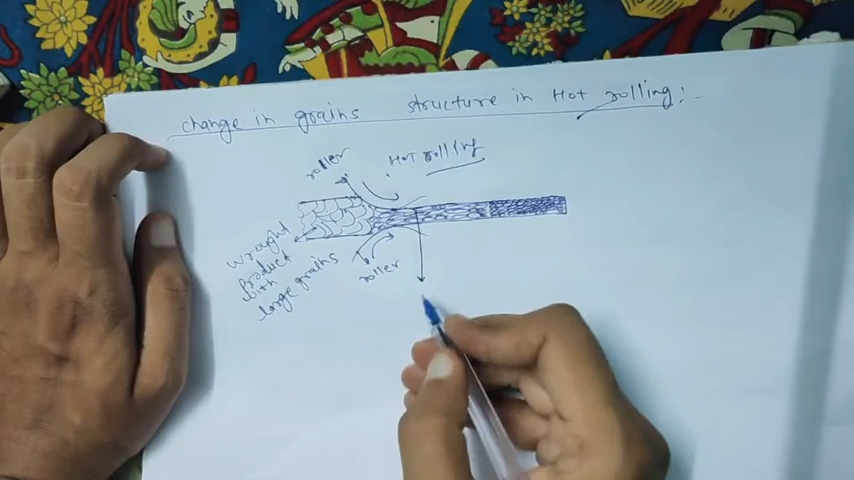 change in grains structure in Hot rolling:-
Hot rolling
roller
wrought
product
with
large grains
roller